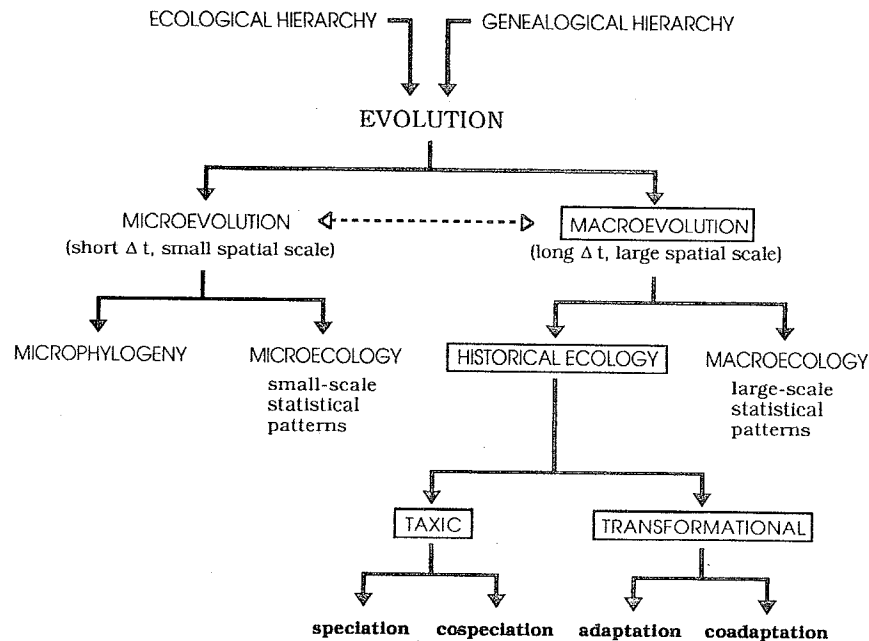 ECOLOGICAL HIERARCHY
GENEALOGICAL HIERARCHY
EVOLUTION
MICROEVOLUTION
(short Δ t, small spatial scale)
MACROEVOLUTION
(long Δ t, large spatial scale)
MICROPHYLOGENY
MICROECOLOGY
small-scale
statistical
patterns
HISTORICAL ECOLOGY
MACROECOLOGY
large-scale
statistical
patterns
TAXIC
TRANSFORMATIONAL
speciation
cospeciation
adaptation
coadaptation